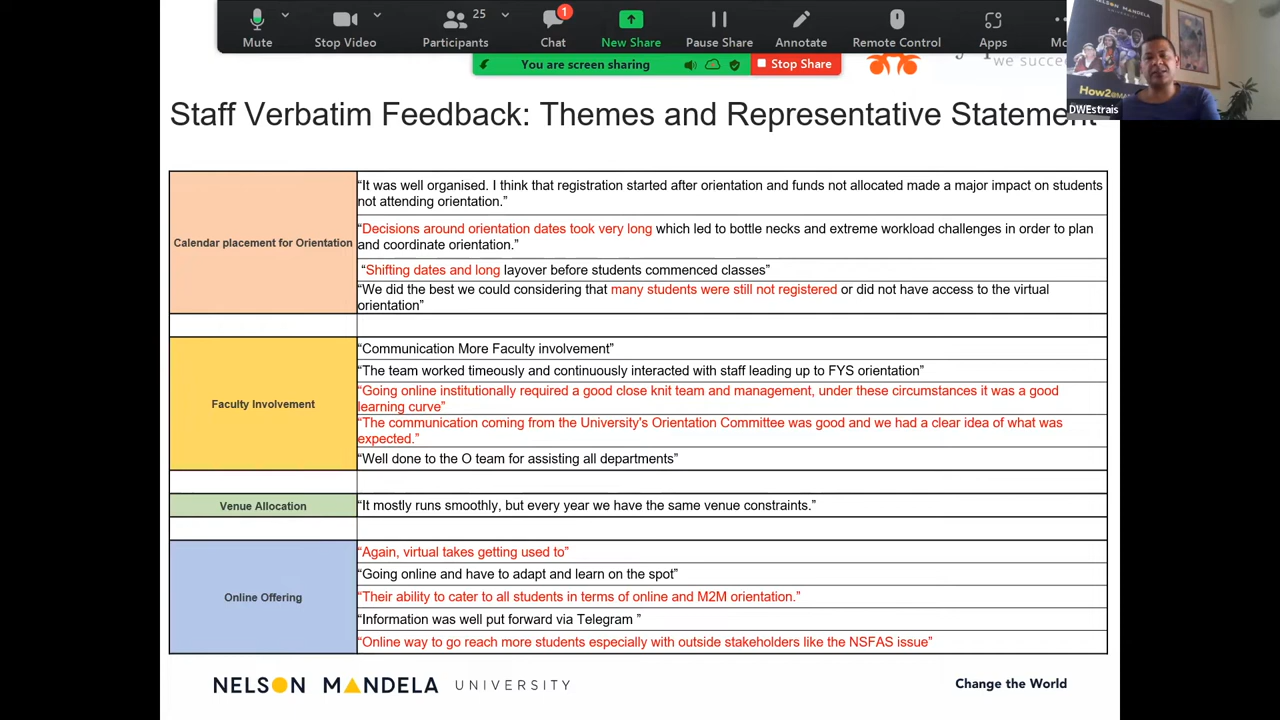 25
1
Mute
Stop Video
Participants
Chat
New Share
Pause Share
Annotate
Remote Control
Apps
You are screen sharing
Stop Share
we succe
NELSON MANDELA
UNIVERSITY
How2@
DWEstrais
Staff Verbatim Feedback: Themes and Representative Statement
“It was well organised. I think that registration started after orientation and funds not allocated made a major impact on students
not attending orientation.”
“Decisions around orientation dates took very long which led to bottle necks and extreme workload challenges in order to plan
Calendar placement for Orientation
and coordinate orientation.”
“Shifting dates and long layover before students commenced classes”
“We did the best we could considering that many students were still not registered or did not have access to the virtual
orientation”
“Communication More Faculty involvement”
“The team worked timeously and continuously interacted with staff leading up to FYS orientation”
“Going online institutionally required a good close knit team and management, under these circumstances it was a good
Faculty Involvement
learning curve”
“The communication coming from the University's Orientation Committee was good and we had a clear idea of what was
expected.”
“Well done to the O team for assisting all departments”
Venue Allocation
“It mostly runs smoothly, but every year we have the same venue constraints.”
“Again, virtual takes getting used to”
“Going online and have to adapt and learn on the spot”
Online Offering
“Their ability to cater to all students in terms of online and M2M orientation.”
“Information was well put forward via Telegram ”
“Online way to go reach more students especially with outside stakeholders like the NSFAS issue”
NELSON MANDELA UNIVERSITY
Change the World